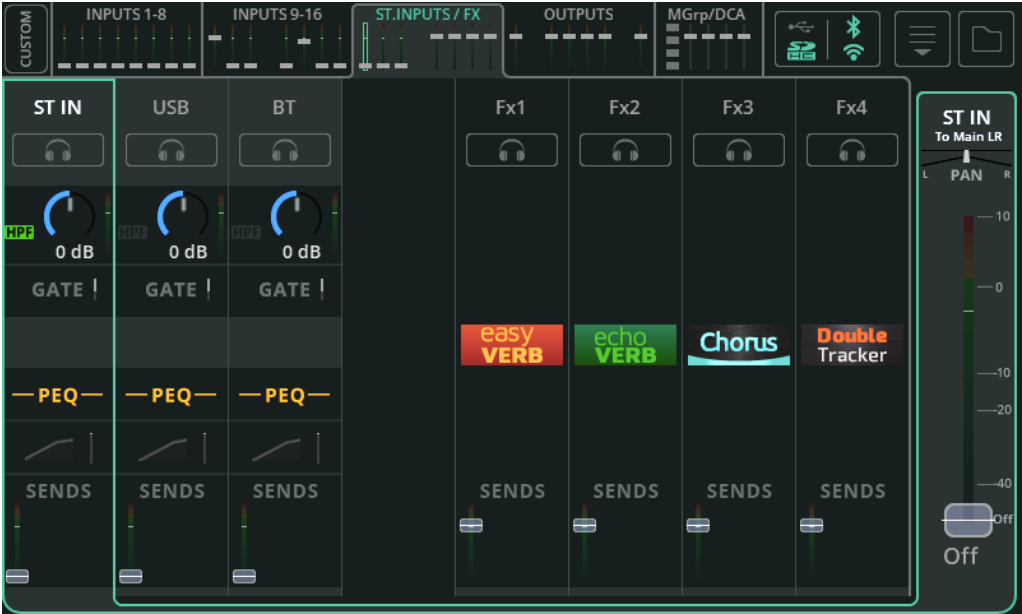 CUSTOM
INPUTS 1-8
INPUTS 9-16
ST.INPUTS / FX
OUTPUTS
MGrp/DCA
SD
HC
ST IN
USB
BT
Fx1
Fx2
Fx3
Fx4
ST IN
To Main LR
L PAN R
HPF
0 dB
HPF
0 dB
HPF
0 dB
10
0
-10
-20
-40
Off
GATE
GATE
GATE
easy
VERB
echo
VERB
Chorus
Double
Tracker
PEQ
PEQ
PEQ
SENDS
SENDS
SENDS
SENDS
SENDS
SENDS
SENDS
Off